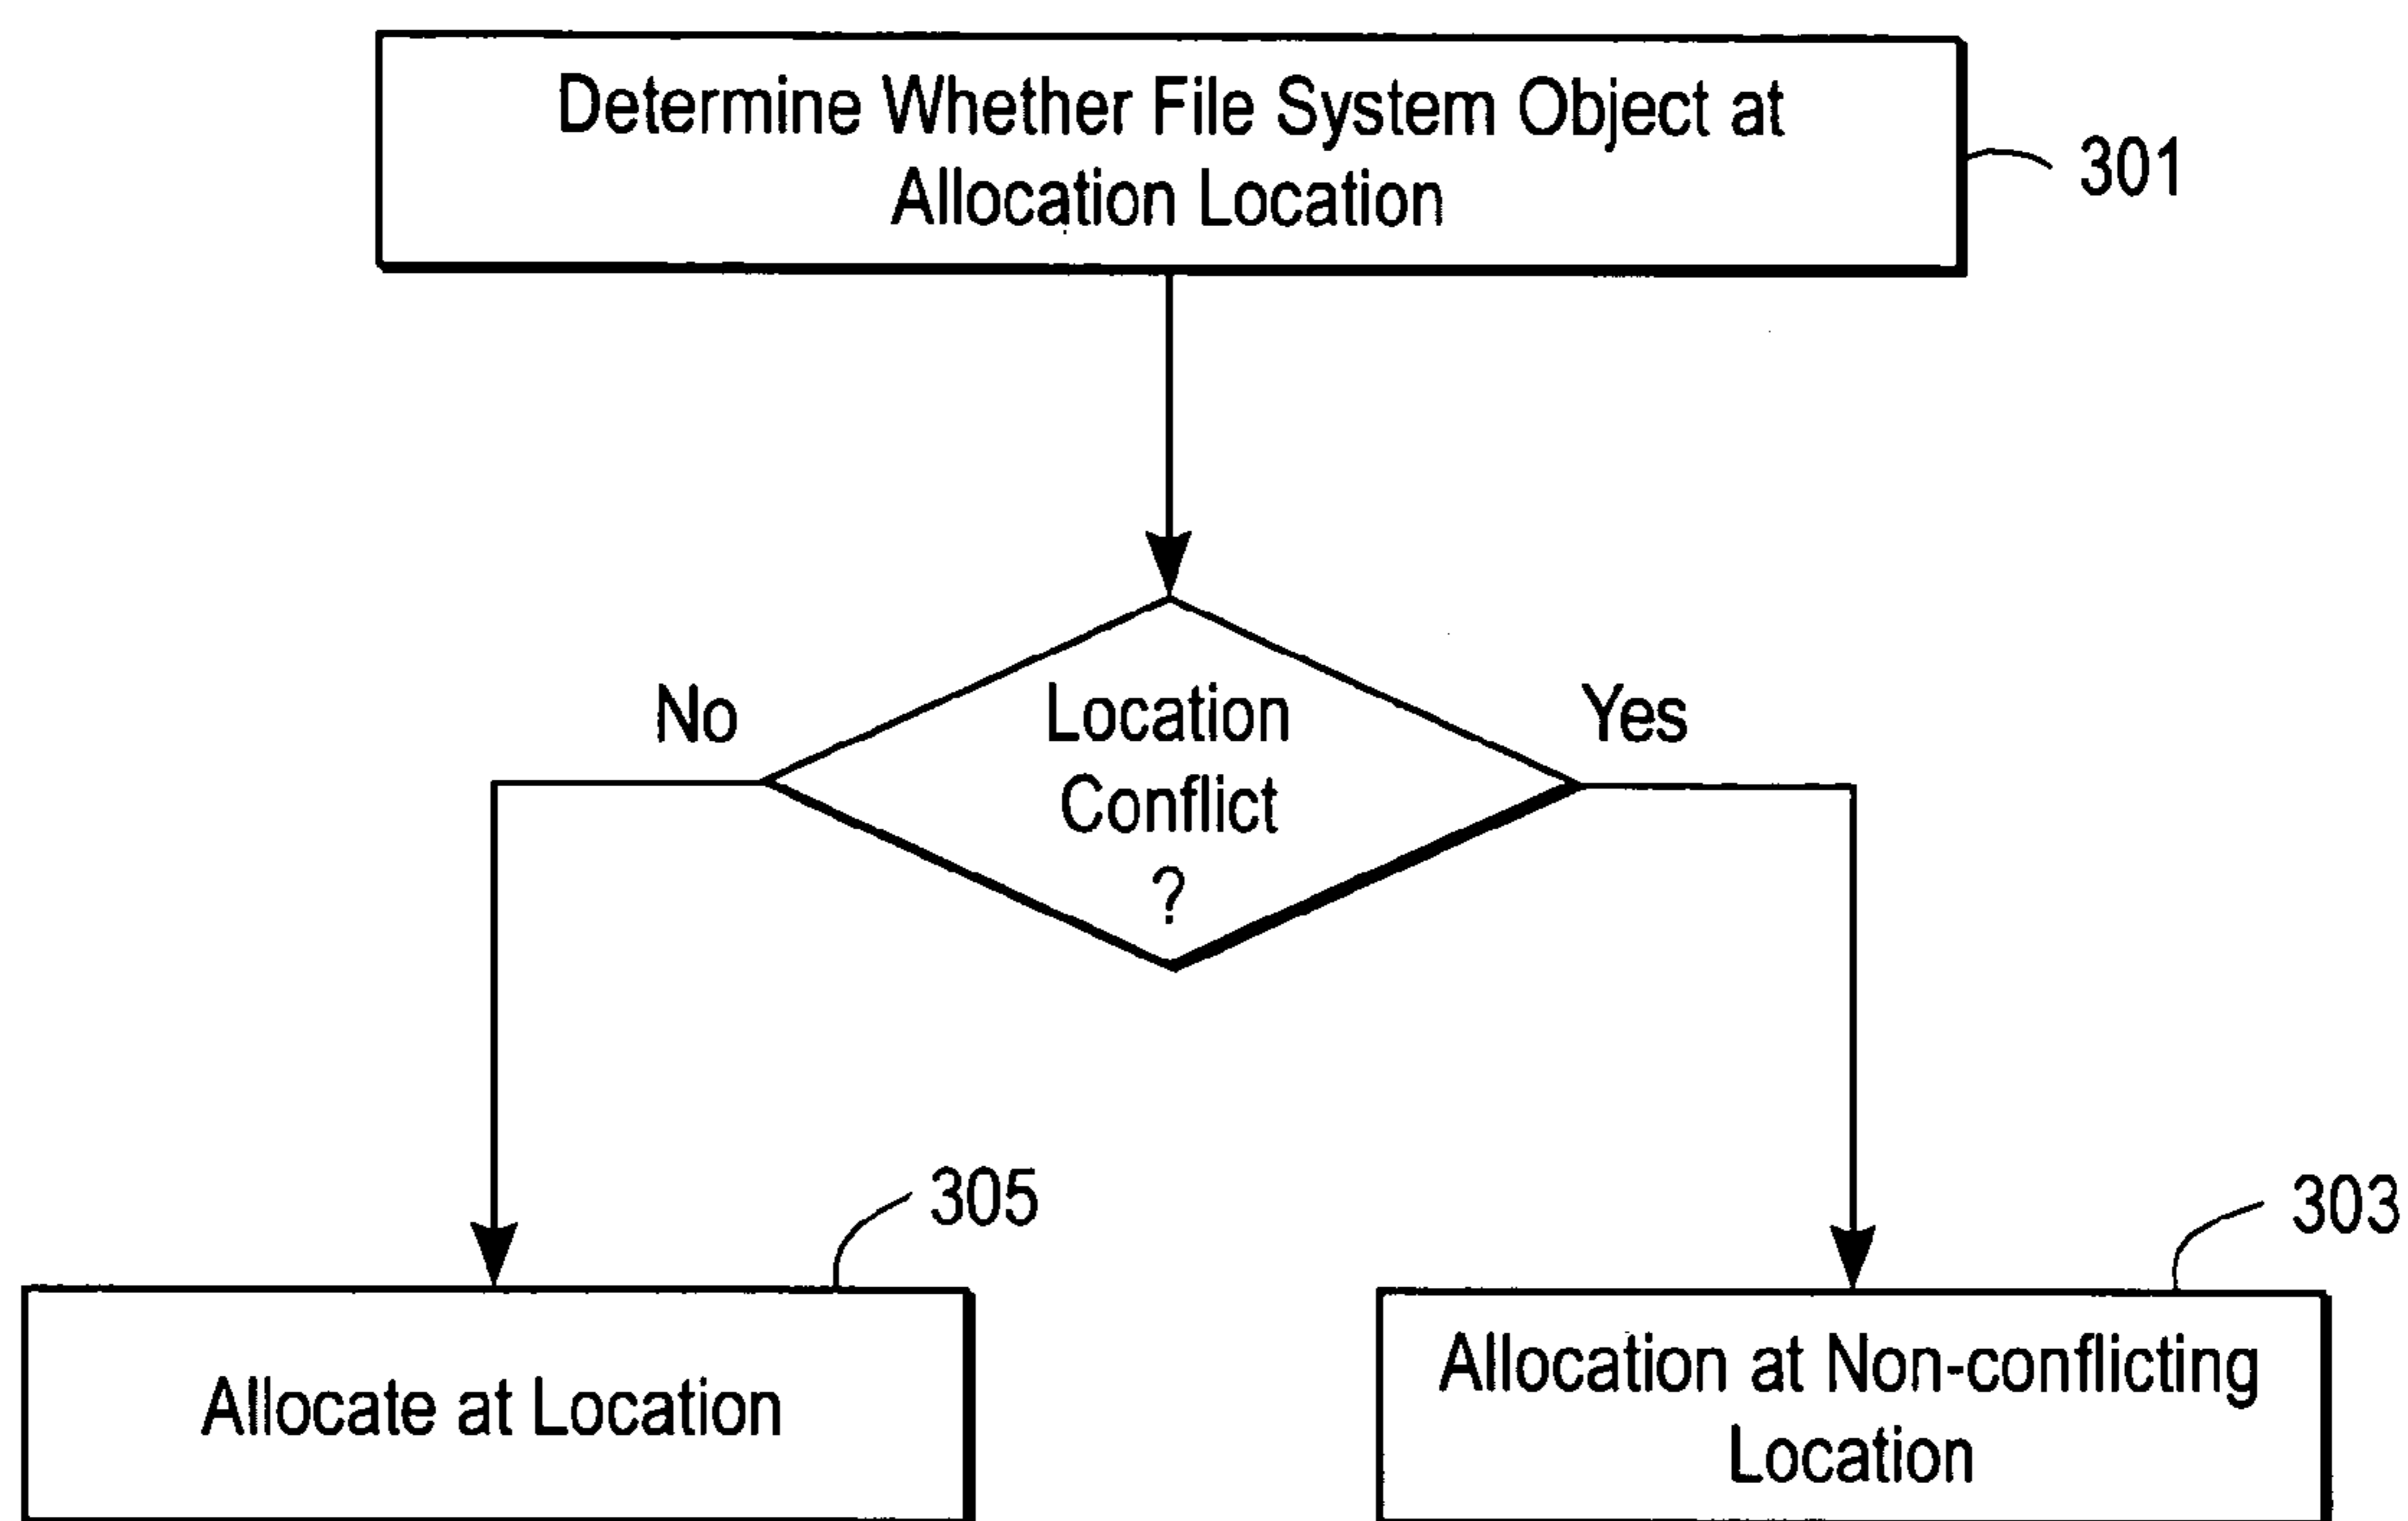 Determine Whether File System Object at
Allocation Location
301
No
Location
Conflict
?
Yes
305
303
Allocate at Location
Allocation at Non-conflicting
Location